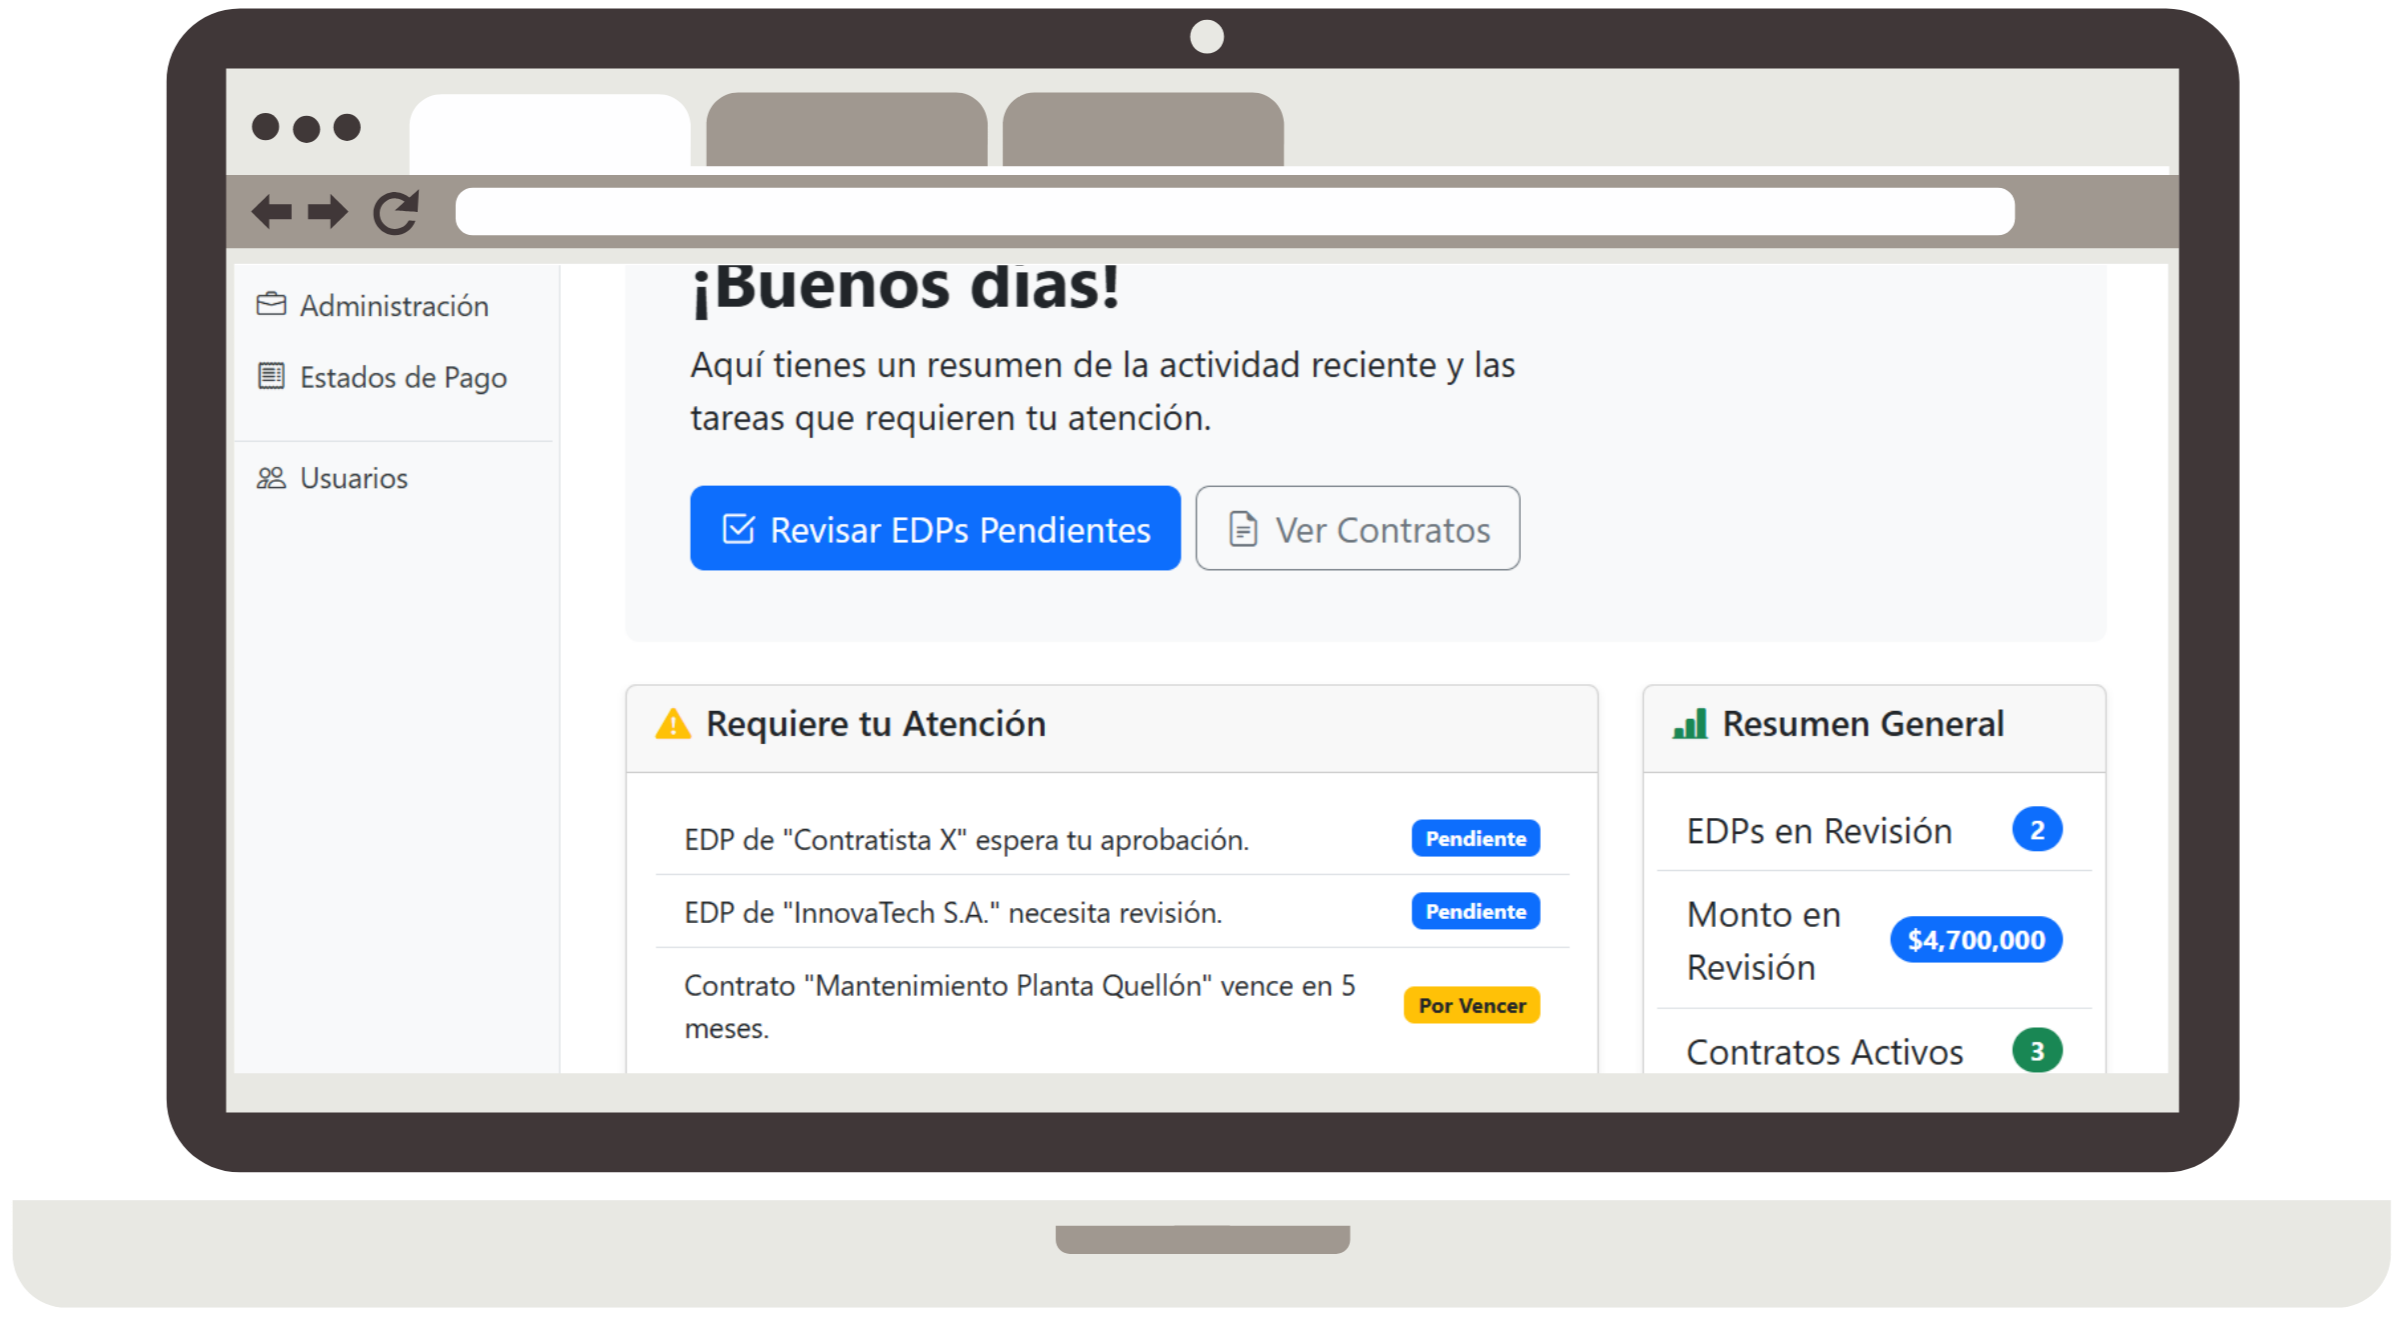 Administración
Estados de Pago
Usuarios
¡Buenos días!
Aquí tienes un resumen de la actividad reciente y las
tareas que requieren tu atención.
Revisar EDPs Pendientes
Ver Contratos
Requiere tu Atención
EDP de "Contratista X" espera tu aprobación.
Pendiente
EDP de "InnovaTech S.A." necesita revisión.
Pendiente
Contrato "Mantenimiento Planta Quellón" vence en 5
meses.
Por Vencer
Resumen General
EDPs en Revisión
2
Monto en
Revisión
$4,700,000
Contratos Activos
3